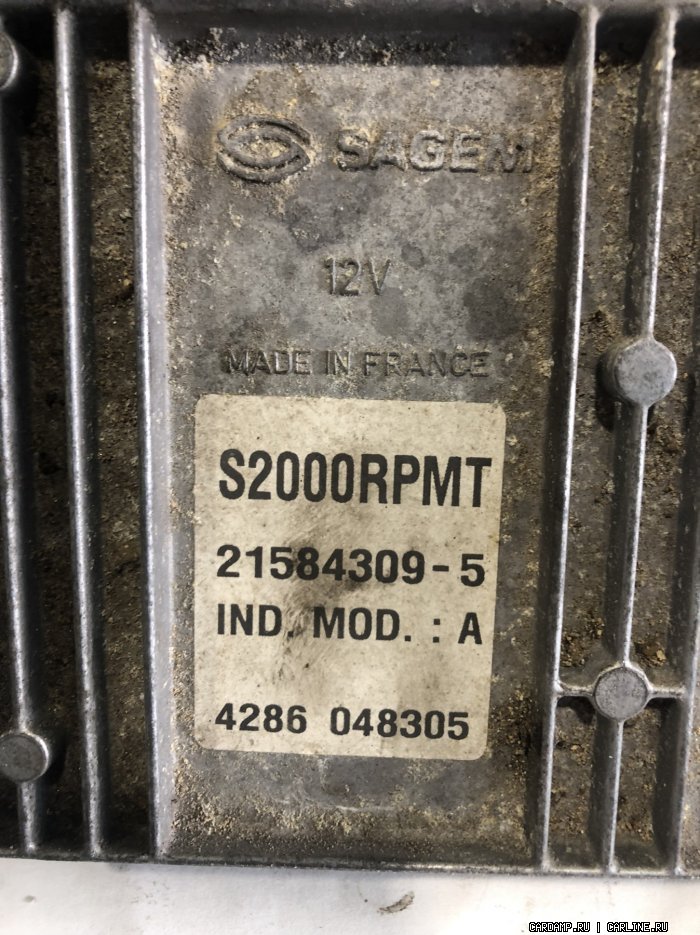 SAGEM
12V
MADE IN FRANCE
S2000RPMT
21584309-5
IND. MOD. : A
4286 048305
CARDAMP.RU | CARLINE.RU